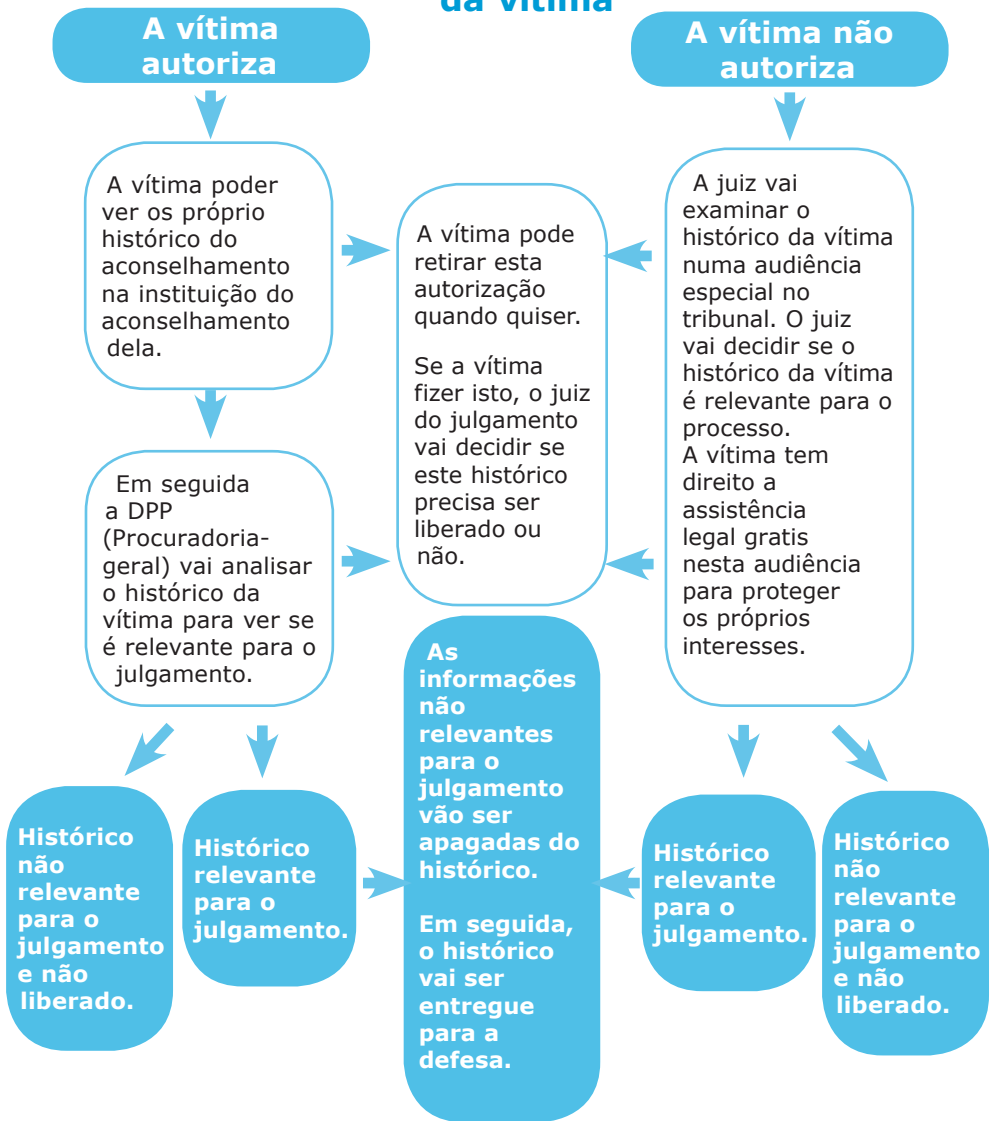 da vítima
A vítima
autoriza
A vítima não
autoriza
A vítima poder
ver os próprio
histórico do
aconselhamento
na instituição do
aconselhamento
dela.
Em seguida
a DPP
(Procuradoria-
geral) vai analisar
o histórico da
vítima para ver se
é relevante para o
julgamento.
A vítima pode
retirar esta
autorização
quando quiser.
Se a vítima
fizer isto, o juiz
do julgamento
vai decidir se
este histórico
precisa ser
liberado ou
não.
A juiz vai
examinar o
histórico da vítima
numa audiência
especial no
tribunal. O juiz
vai decidir se o
histórico da vítima
é relevante para o
processo.
A vítima tem
direito a
assistência
legal gratis
nesta audiência
para proteger
os próprios
interesses.
Histórico
não
relevante
para o
julgamento
e não
liberado.
Histórico
relevante
para o
julgamento.
As
informações
não
relevantes
para o
julgamento
vão ser
apagadas do
histórico.
Em seguida,
o histórico
vai ser
entregue
para a
defesa.
Histórico
relevante
para o
julgamento.
Histórico
não
relevante
para o
julgamento
e não
liberado.